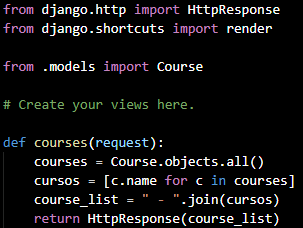 from django.http import HttpResponse
from django.shortcuts import render

from .models import Course

# Create your views here.

def courses(request):
    courses = Course.objects.all()
    cursos = [c.name for c in courses]
    course_list = " - ".join(cursos)
    return HttpResponse(course_list)